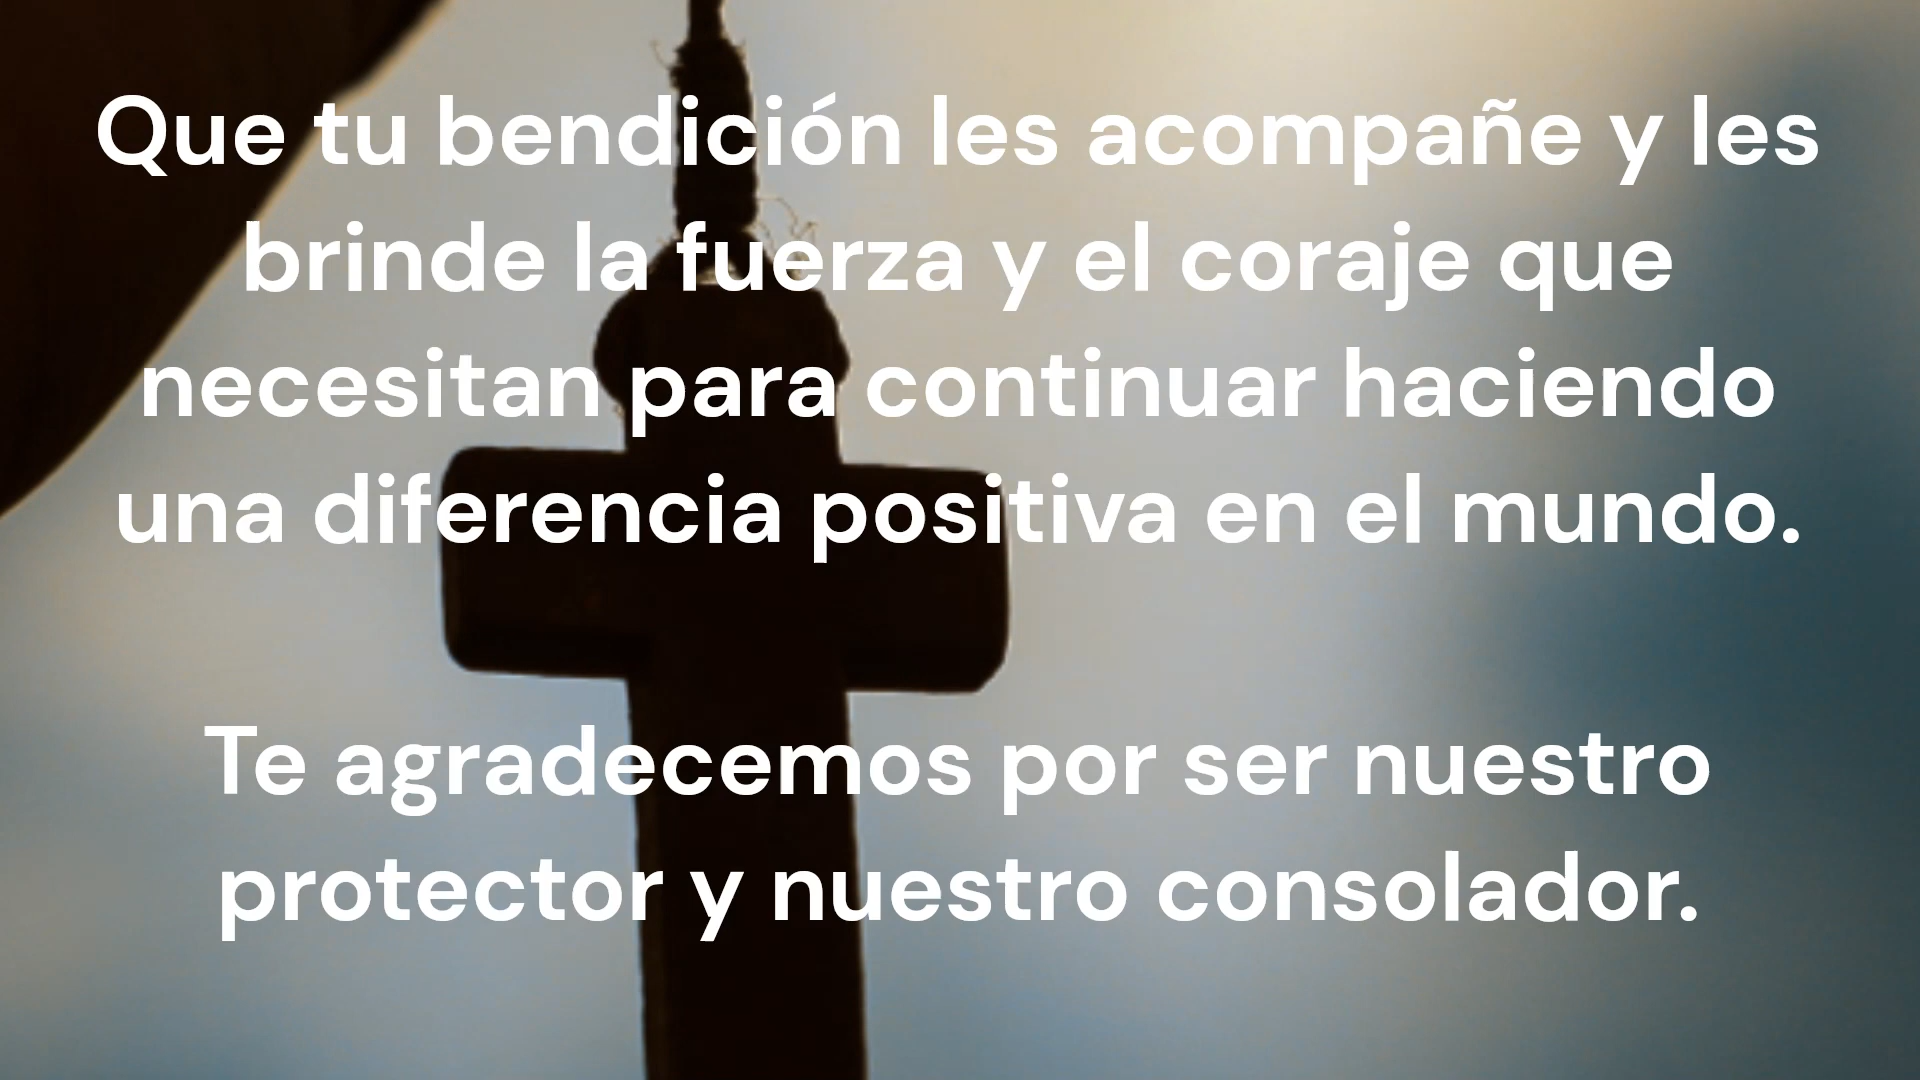 Que tu bendición les acompañe y les
brinde la fuerza y el coraje que
necesitan para continuar haciendo
una diferencia positiva en el mundo.
Te agradecemos por ser nuestro
protector y nuestro consolador.